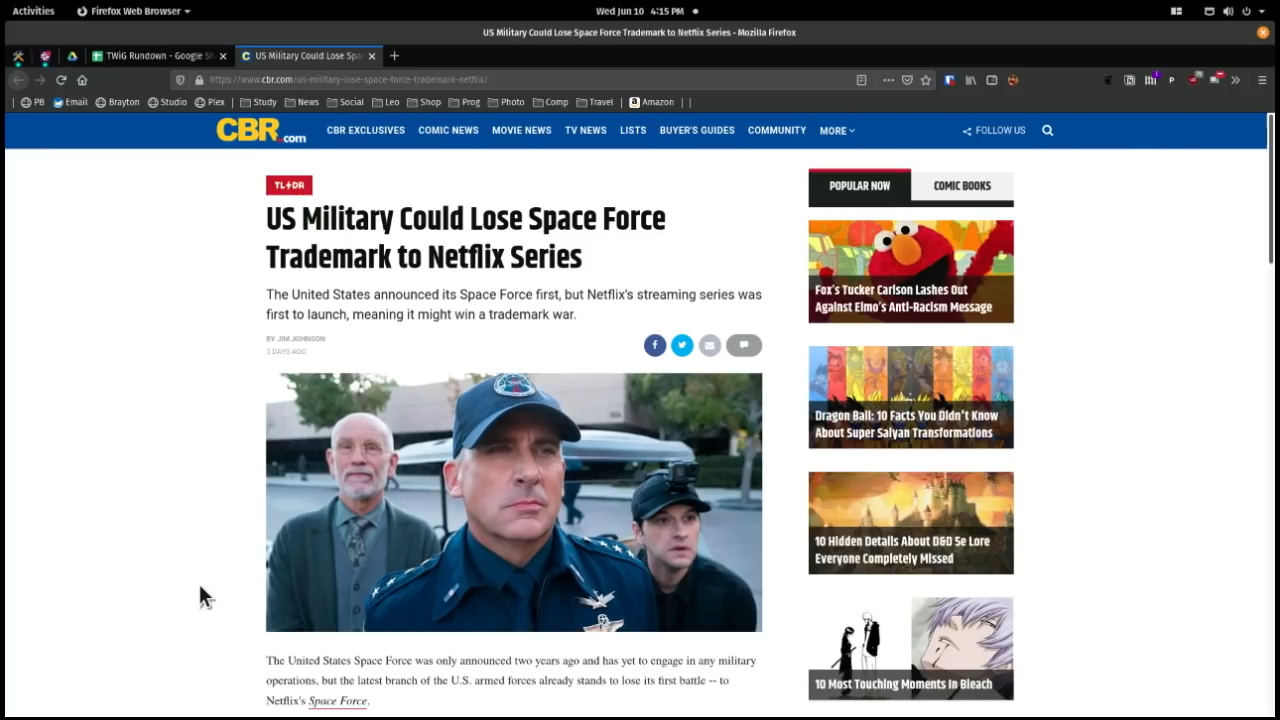 Activities
Firefox Web Browser
Wed Jun 10 4:15 PM
US Military Could Lose Space Force Trademark to Netflix Series - Mozilla Firefox
TWiG Rundown - Google Sh
US Military Could Lose Spa
https://www.cbr.com/us-military-lose-space-force-trademark-netflix/
PB Email Brayton Studio Plex Study News Social Leo Shop Prog Photo Comp Travel Amazon
CBR.com
CBR EXCLUSIVES COMIC NEWS MOVIE NEWS TV NEWS LISTS BUYER'S GUIDES COMMUNITY MORE
FOLLOW US
TL DR
US Military Could Lose Space Force
Trademark to Netflix Series
The United States announced its Space Force first, but Netflix's streaming series was
first to launch, meaning it might win a trademark war.
BY JIM JOHNSON
3 DAYS AGO
The United States Space Force was only announced two years ago and has yet to engage in any military
operations, but the latest branch of the U.S. armed forces already stands to lose its first battle -- to
Netflix's Space Force.
POPULAR NOW
COMIC BOOKS
Fox's Tucker Carlson Lashes Out
Against Elmo's Anti-Racism Message
Dragon Ball: 10 Facts You Didn't Know
About Super Saiyan Transformations
10 Hidden Details About D&D 5e Lore
Everyone Completely Missed
10 Most Touching Moments In Bleach